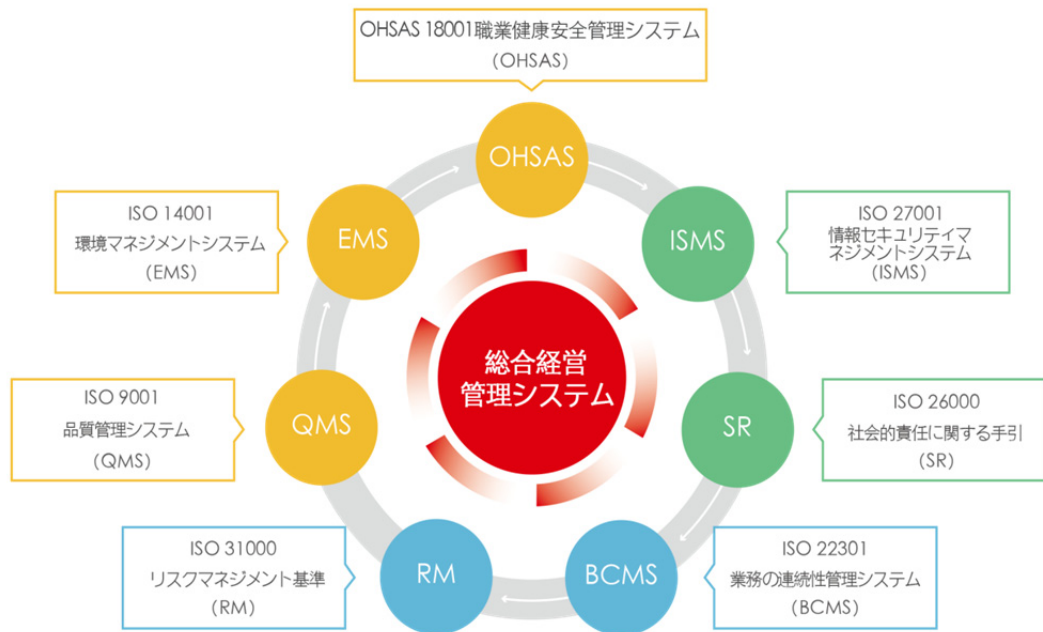 OHSAS 18001職業健康安全管理システム
(OHSAS)
OHSAS
ISO 14001
環境マネジメントシステム
(EMS)
EMS
ISMS
ISO 27001
情報セキュリティマ
ネジメントシステム
(ISMS)
総合経営
管理システム
ISO 9001
品質管理システム
(QMS)
QMS
SR
ISO 26000
社会的責任に関する手引
(SR)
ISO 31000
リスクマネジメント基準
(RM)
RM
BCMS
ISO 22301
業務の連続性管理システム
(BCMS)